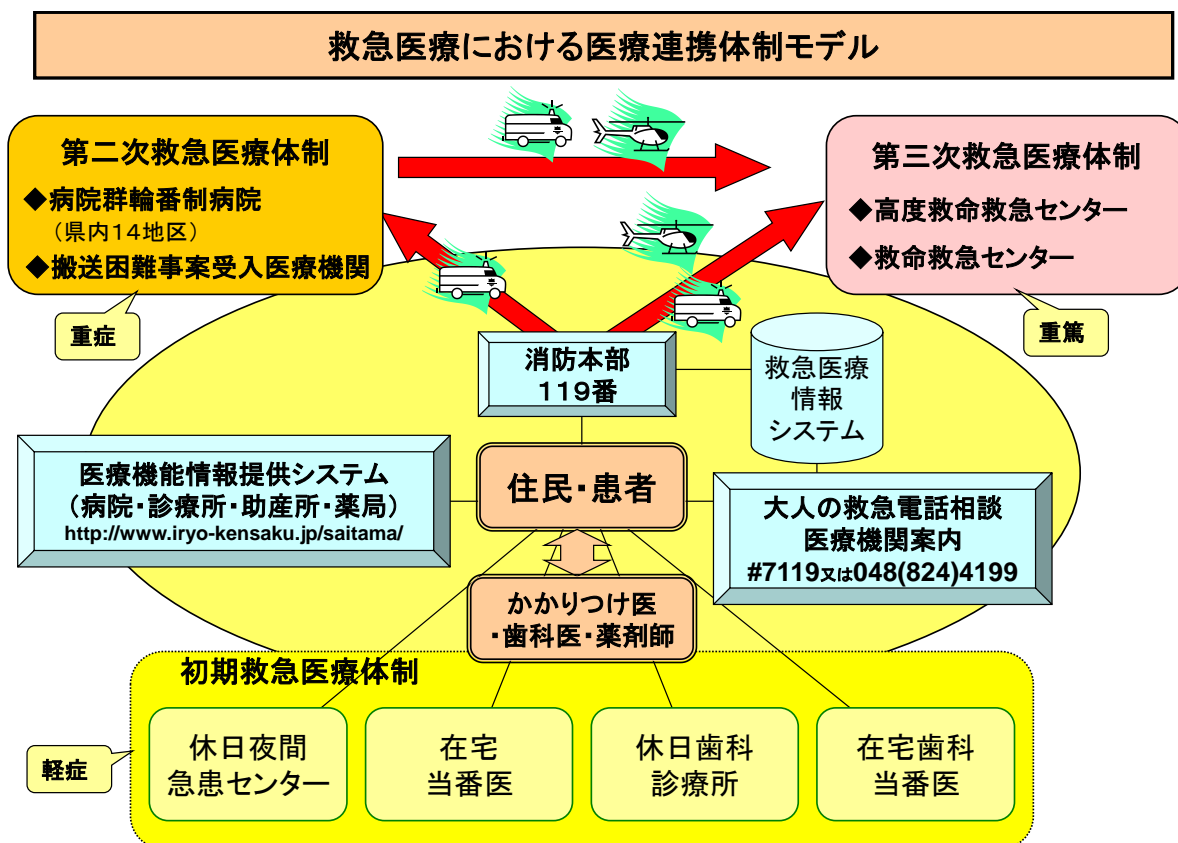 救急医療における医療連携体制モデル
第二次救急医療体制
◆病院群輪番制病院
（県内14地区）
◆搬送困難事案受入医療機関
重症
第三次救急医療体制
◆高度救命救急センター
◆救命救急センター
重篤
消防本部
119番
救急医療
情報
システム
医療機能情報提供システム
（病院・診療所・助産所・薬局）
http://www.iryo-kensaku.jp/saitama/
住民・患者
大人の救急電話相談
医療機関案内
#7119又は048(824)4199
かかりつけ医
・歯科医・薬剤師
初期救急医療体制
軽症
休日夜間
急患センター
在宅
当番医
休日歯科
診療所
在宅歯科
当番医